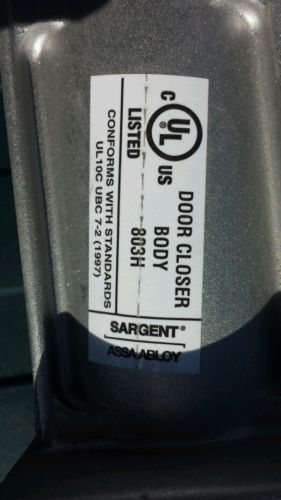 C UL US
LISTED
DOOR CLOSER
BODY
803H
CONFORMS WITH STANDARDS
UL10C UBC 7-2 (1997)
SARGENT®
ASSA ABLOY